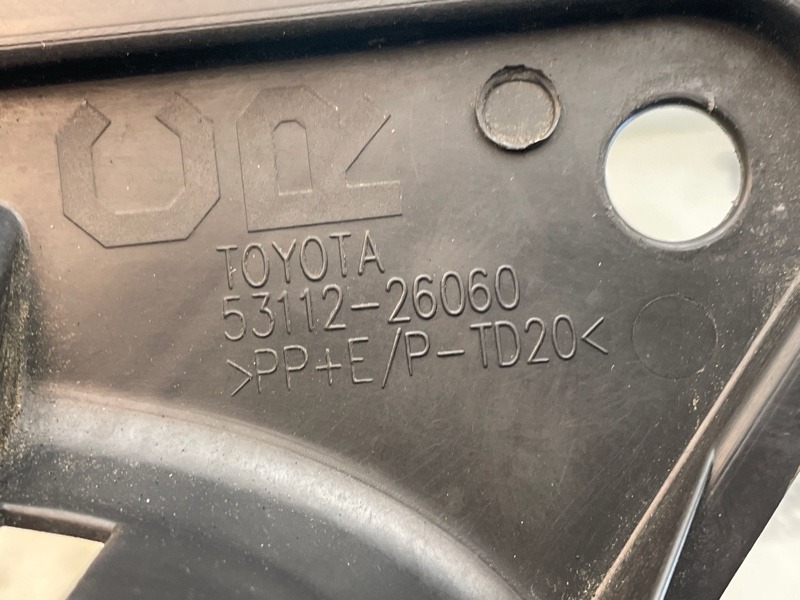 C
R
TOYOTA
53112-26060
>PP+E/P-TD20<